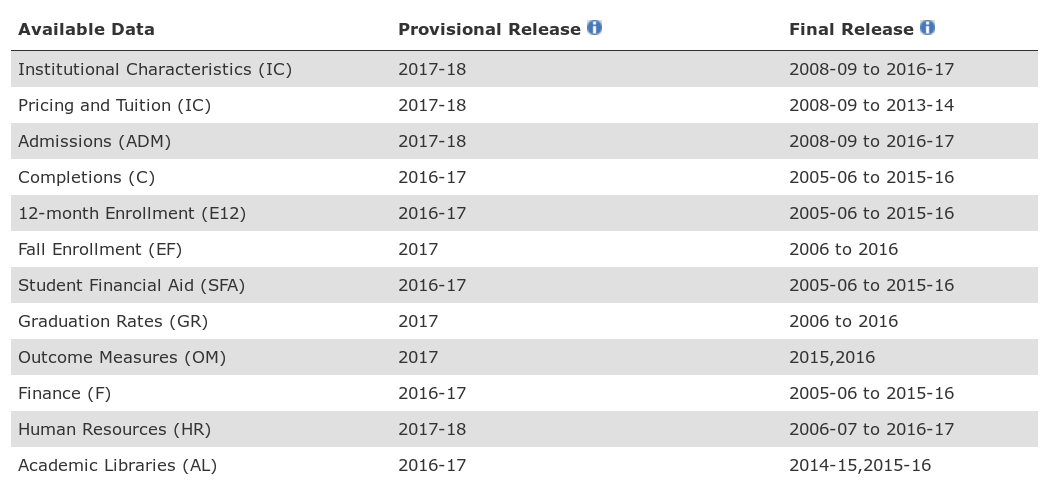 Available Data Provisional Release Final Release
Institutional Characteristics (IC) 2017-18 2008-09 to 2016-17
Pricing and Tuition (IC) 2017-18 2008-09 to 2013-14
Admissions (ADM) 2017-18 2008-09 to 2016-17
Completions (C) 2016-17 2005-06 to 2015-16
12-month Enrollment (E12) 2016-17 2005-06 to 2015-16
Fall Enrollment (EF) 2017 2006 to 2016
Student Financial Aid (SFA) 2016-17 2005-06 to 2015-16
Graduation Rates (GR) 2017 2006 to 2016
Outcome Measures (OM) 2017 2015,2016
Finance (F) 2016-17 2005-06 to 2015-16
Human Resources (HR) 2017-18 2006-07 to 2016-17
Academic Libraries (AL) 2016-17 2014-15,2015-16